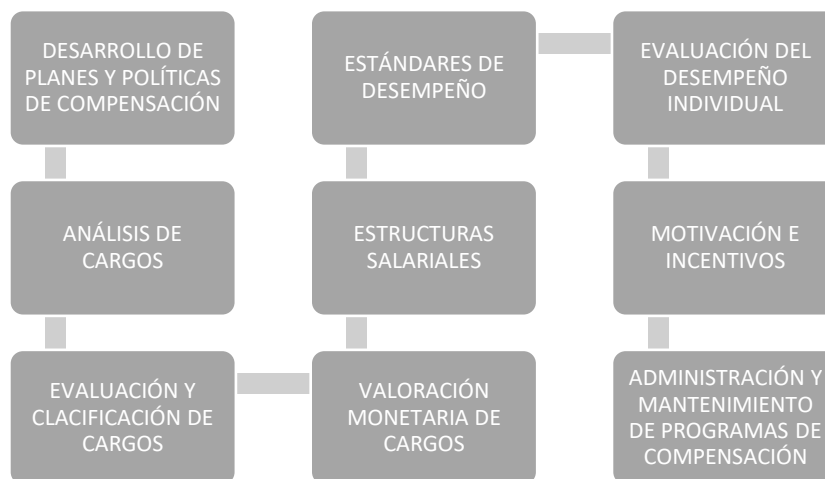 DESARROLLO DE
PLANES Y POLÍTICAS
DE COMPENSACIÓN
ANÁLISIS DE
CARGOS
EVALUACIÓN Y
CLACIFICACIÓN DE
CARGOS
VALORACIÓN
MONETARIA DE
CARGOS
ESTRUCTURAS
SALARIALES
ESTÁNDARES DE
DESEMPEÑO
EVALUACIÓN DEL
DESEMPEÑO
INDIVIDUAL
MOTIVACIÓN E
INCENTIVOS
ADMINISTRACIÓN Y
MANTENIMIENTO
DE PROGRAMAS DE
COMPENSACIÓN